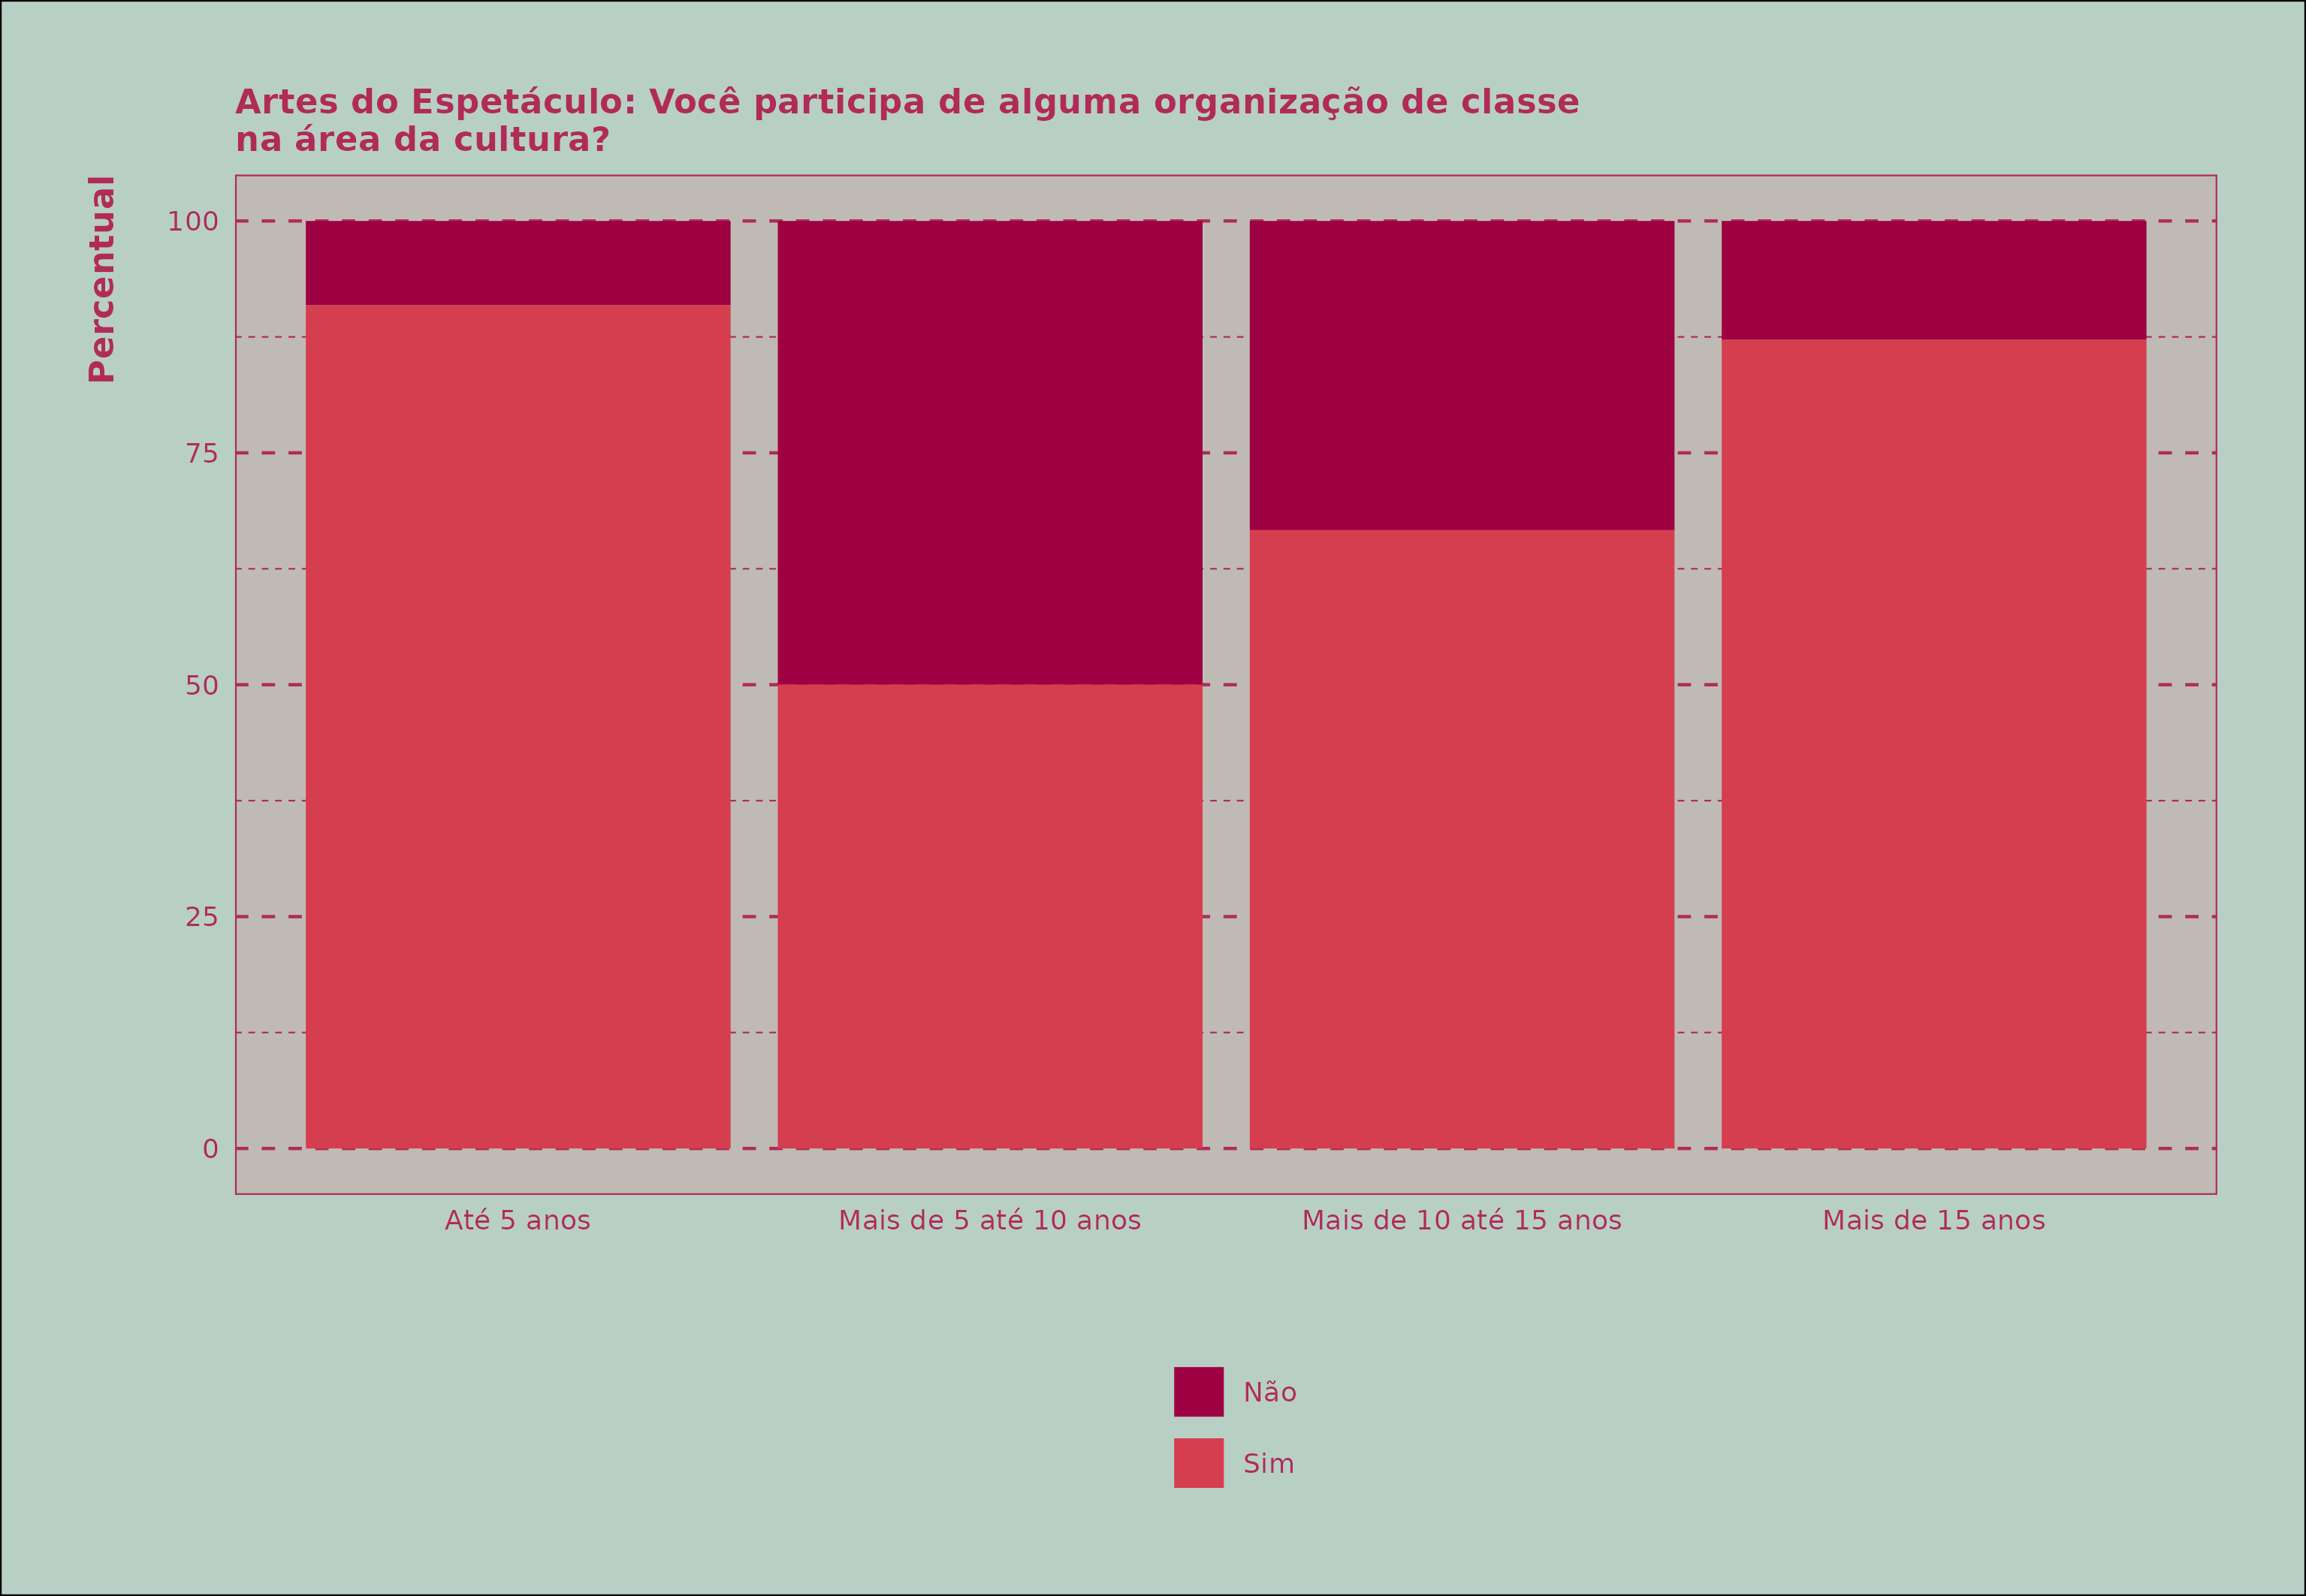 Artes do Espetáculo: Você participa de alguma organização de classe
na área da cultura?
Percentual
100
75
50
25
0
Até 5 anos
Mais de 5 até 10 anos
Mais de 10 até 15 anos
Mais de 15 anos
Não
Sim